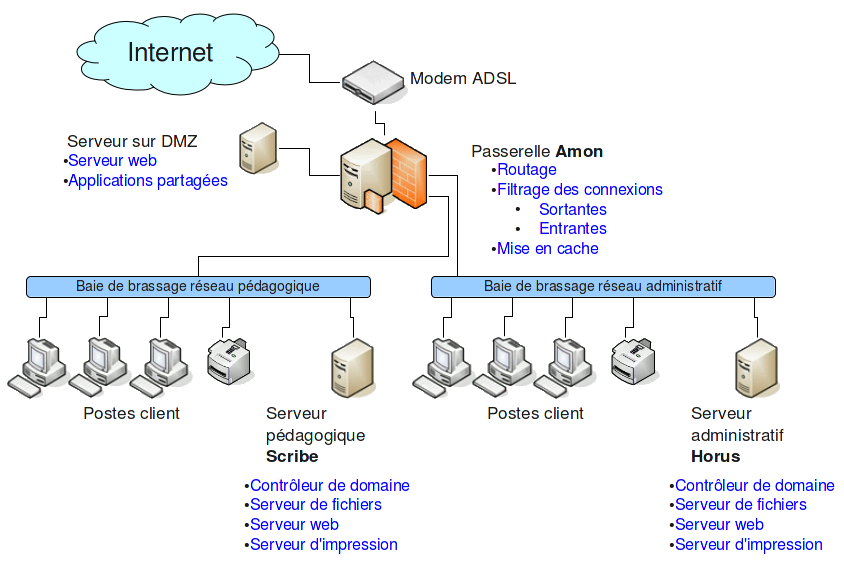 Internet
Modem ADSL
Serveur sur DMZ
•Serveur web
•Applications partagées
Passerelle Amon
•Routage
•Filtrage des connexions
• Sortantes
• Entrantes
•Mise en cache
Baie de brassage réseau pédagogique
Baie de brassage réseau administratif
Postes client
Serveur
pédagogique
Scribe
•Contrôleur de domaine
•Serveur de fichiers
•Serveur web
•Serveur d'impression
Postes client
Serveur
administratif
Horus
•Contrôleur de domaine
•Serveur de fichiers
•Serveur web
•Serveur d'impression